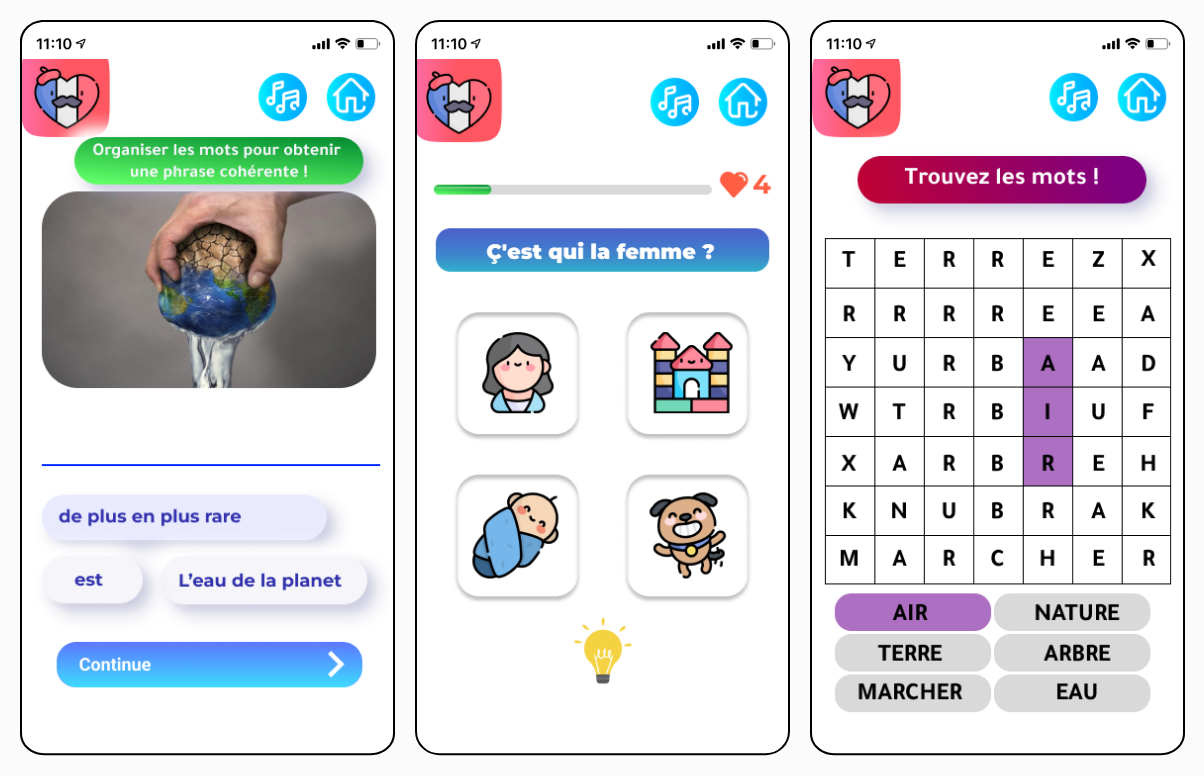 11:10
Organiser les mots pour obtenir
une phrase cohérente !
de plus en plus rare
est
L'eau de la planet
Continue
11:10
4
Ç'est qui la femme ?
11:10
Trouvez les mots !
T E R R E Z X
R R R R E E A
Y U R B A A D
W T R B I U F
X A R B R E H
K N U B R A K
M A R C H E R
AIR NATURE
TERRE ARBRE
MARCHER EAU